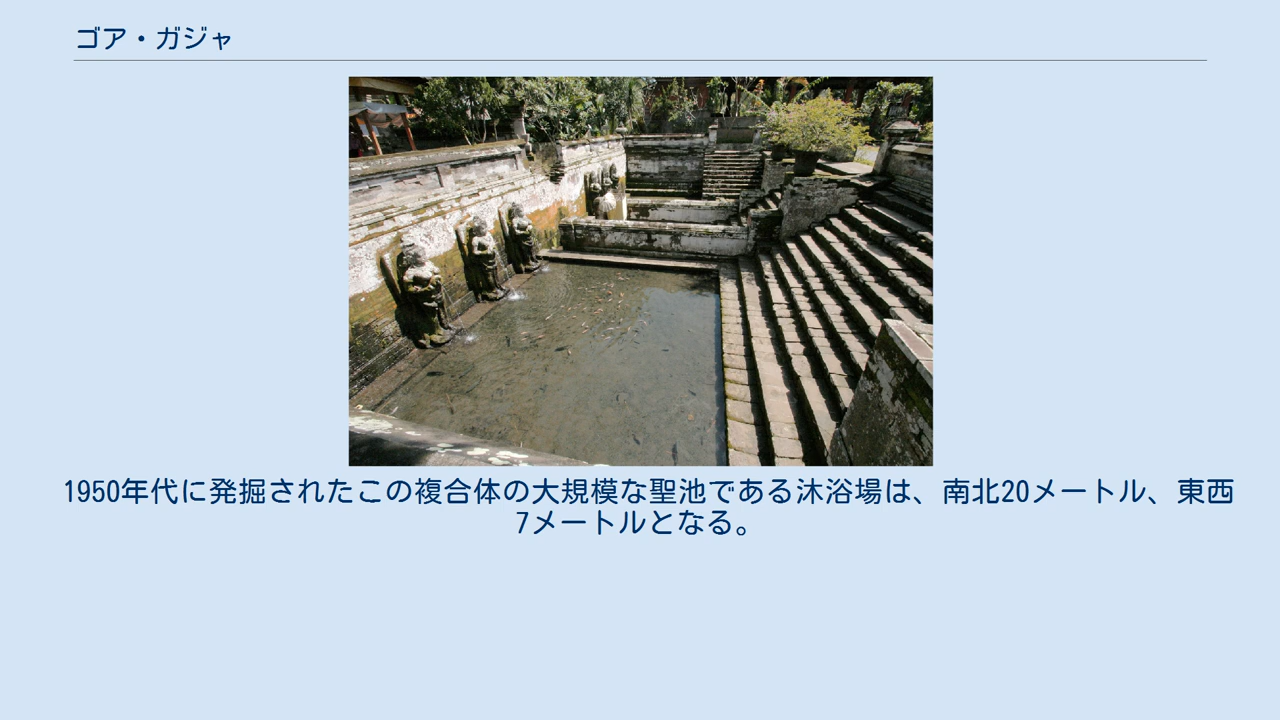 ゴア・ガジャ
1950年代に発掘されたこの複合体の大規模な聖池である沐浴場は、南北20メートル、東西
7メートルとなる。